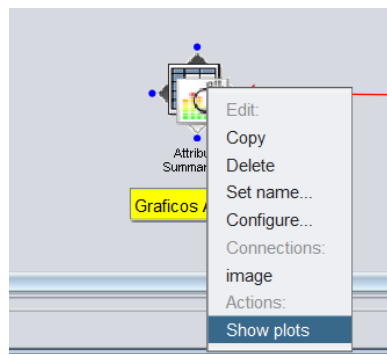 Edit:
Copy
Attribu
Delete
Summar
Set name...
Graficos A
Configure...
Connections:
image
Actions:
Show plots